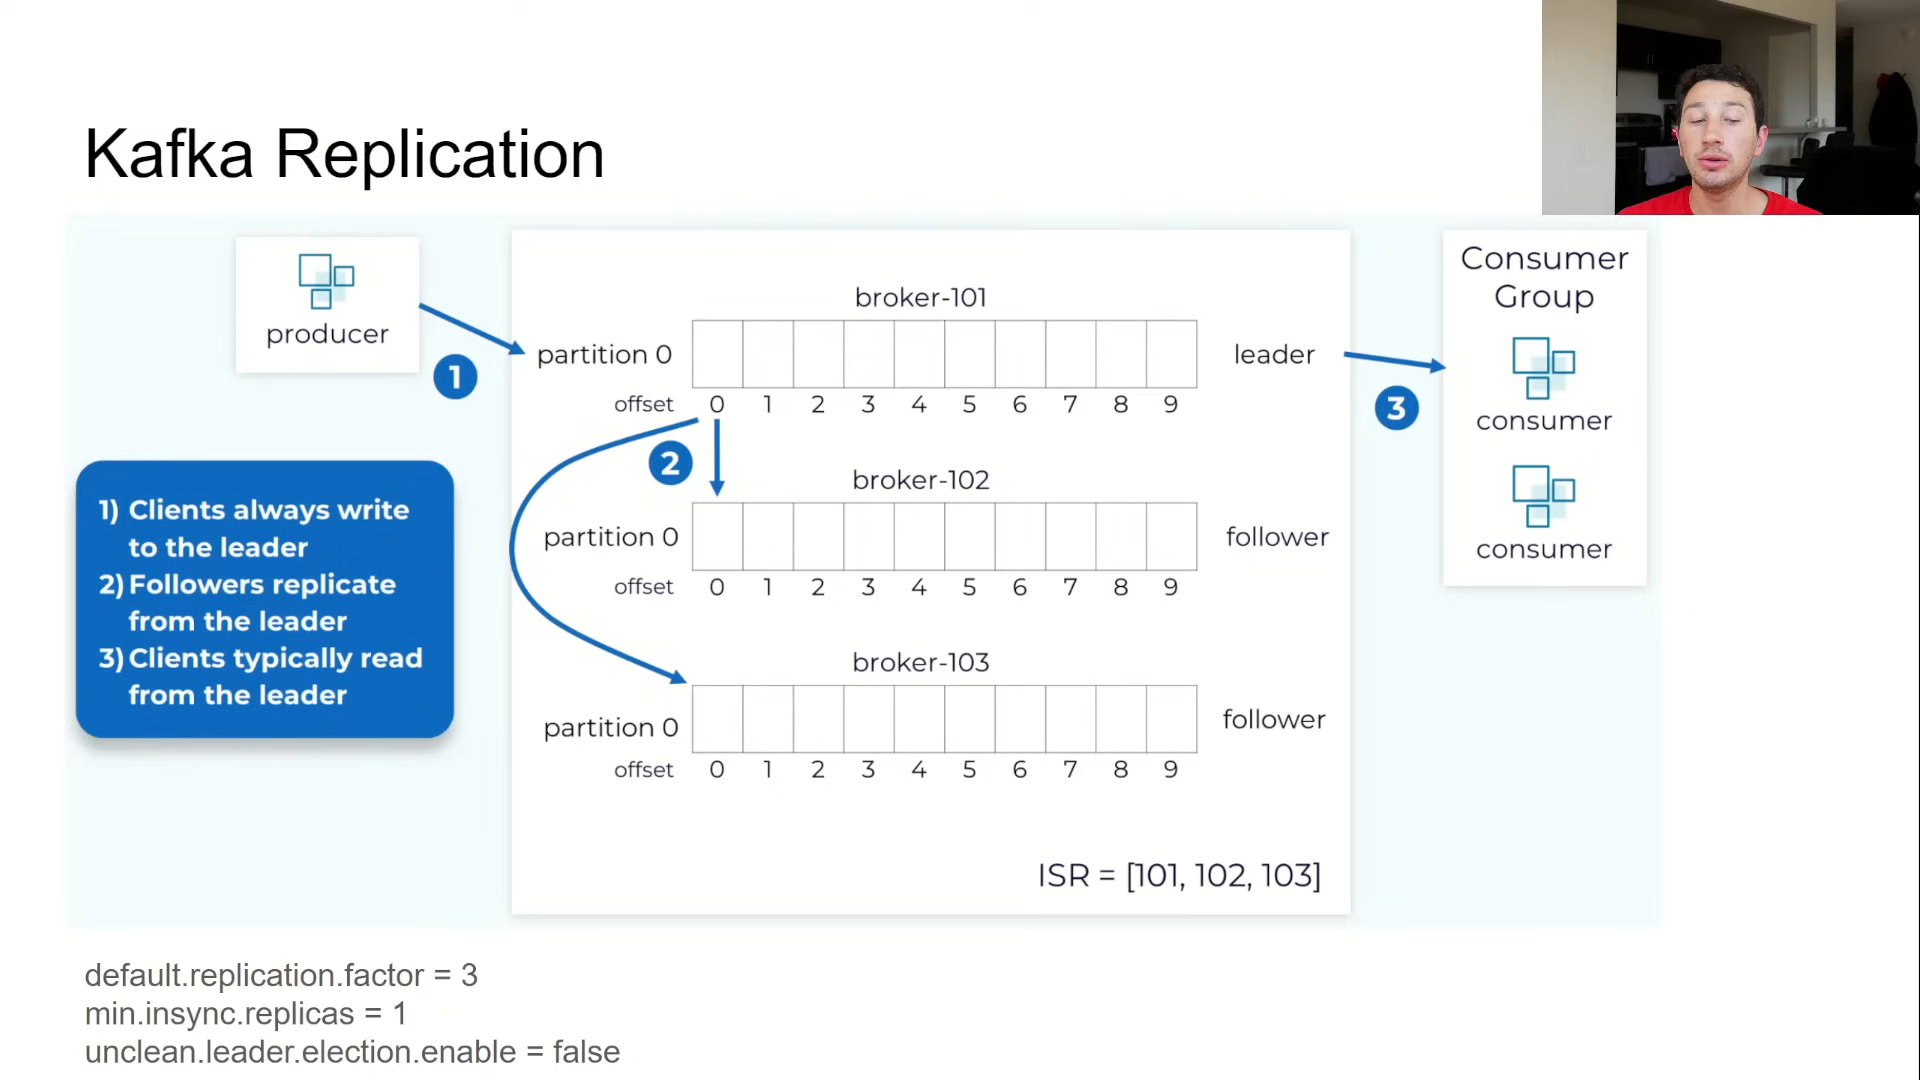 Kafka Replication
producer
1
1) Clients always write
to the leader
2) Followers replicate
from the leader
3) Clients typically read
from the leader
broker-101
partition 0
leader
offset 0 1 2 3 4 5 6 7 8 9
2
broker-102
partition 0
follower
offset 0 1 2 3 4 5 6 7 8 9
broker-103
partition 0
follower
offset 0 1 2 3 4 5 6 7 8 9
ISR = [101, 102, 103]
3
Consumer
Group
consumer
consumer
default.replication.factor = 3
min.insync.replicas = 1
unclean.leader.election.enable = false